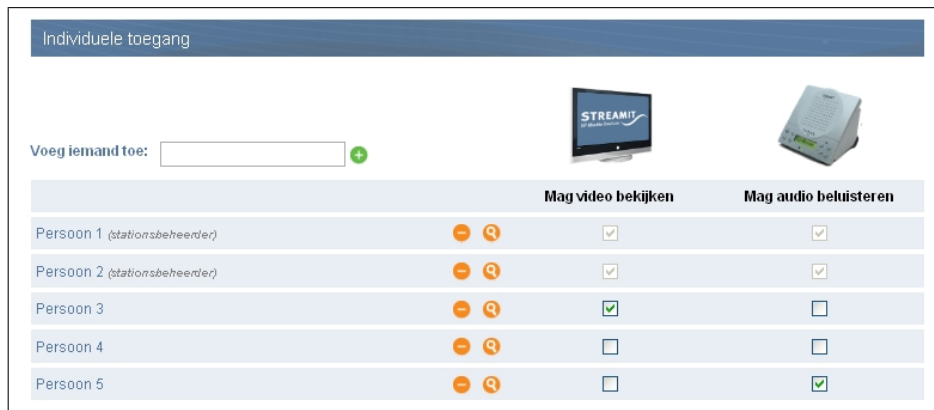 Individuele toegang
STREAMIT
Voeg iemand toe:
Mag video bekijken Mag audio beluisteren
Persoon 1 (stationsbeheerder)
Persoon 2 (stationsbeheerder)
Persoon 3
Persoon 4
Persoon 5